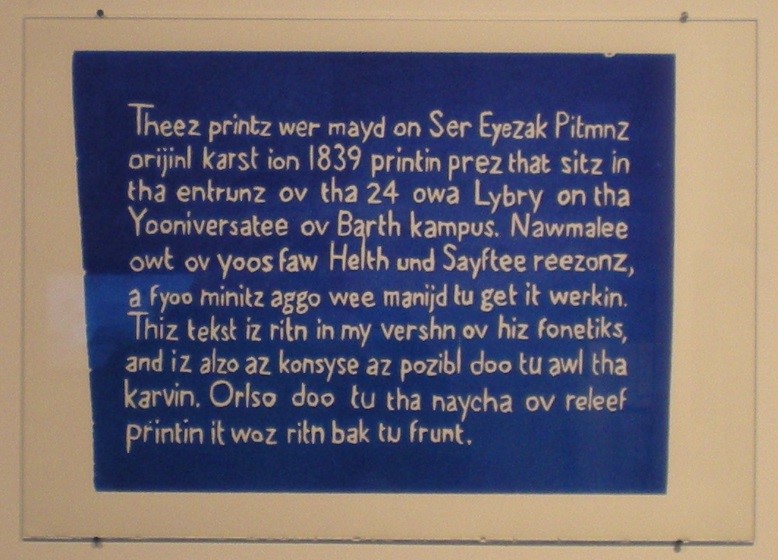 Theez printz wer mayd on Ser Eyezak Pitmnz
orijinl karst ion 1839 printin prez that sitz in
tha entrunz ov tha 24 owa Lybry on tha
Yooniversatee ov Barth kampus. Nawmalee
owt ov yoos faw Helth und Sayftee reezonz,
a fyoo minitz aggo wee manijd tu get it werkin.
Thiz tekst iz ritn in my vershn ov hiz fonetiks,
and iz alzo az konsyse az pozibl doo tu awl tha
karvin. Orlso doo tu tha naycha ov releef
printin it woz ritn bak tu frunt.